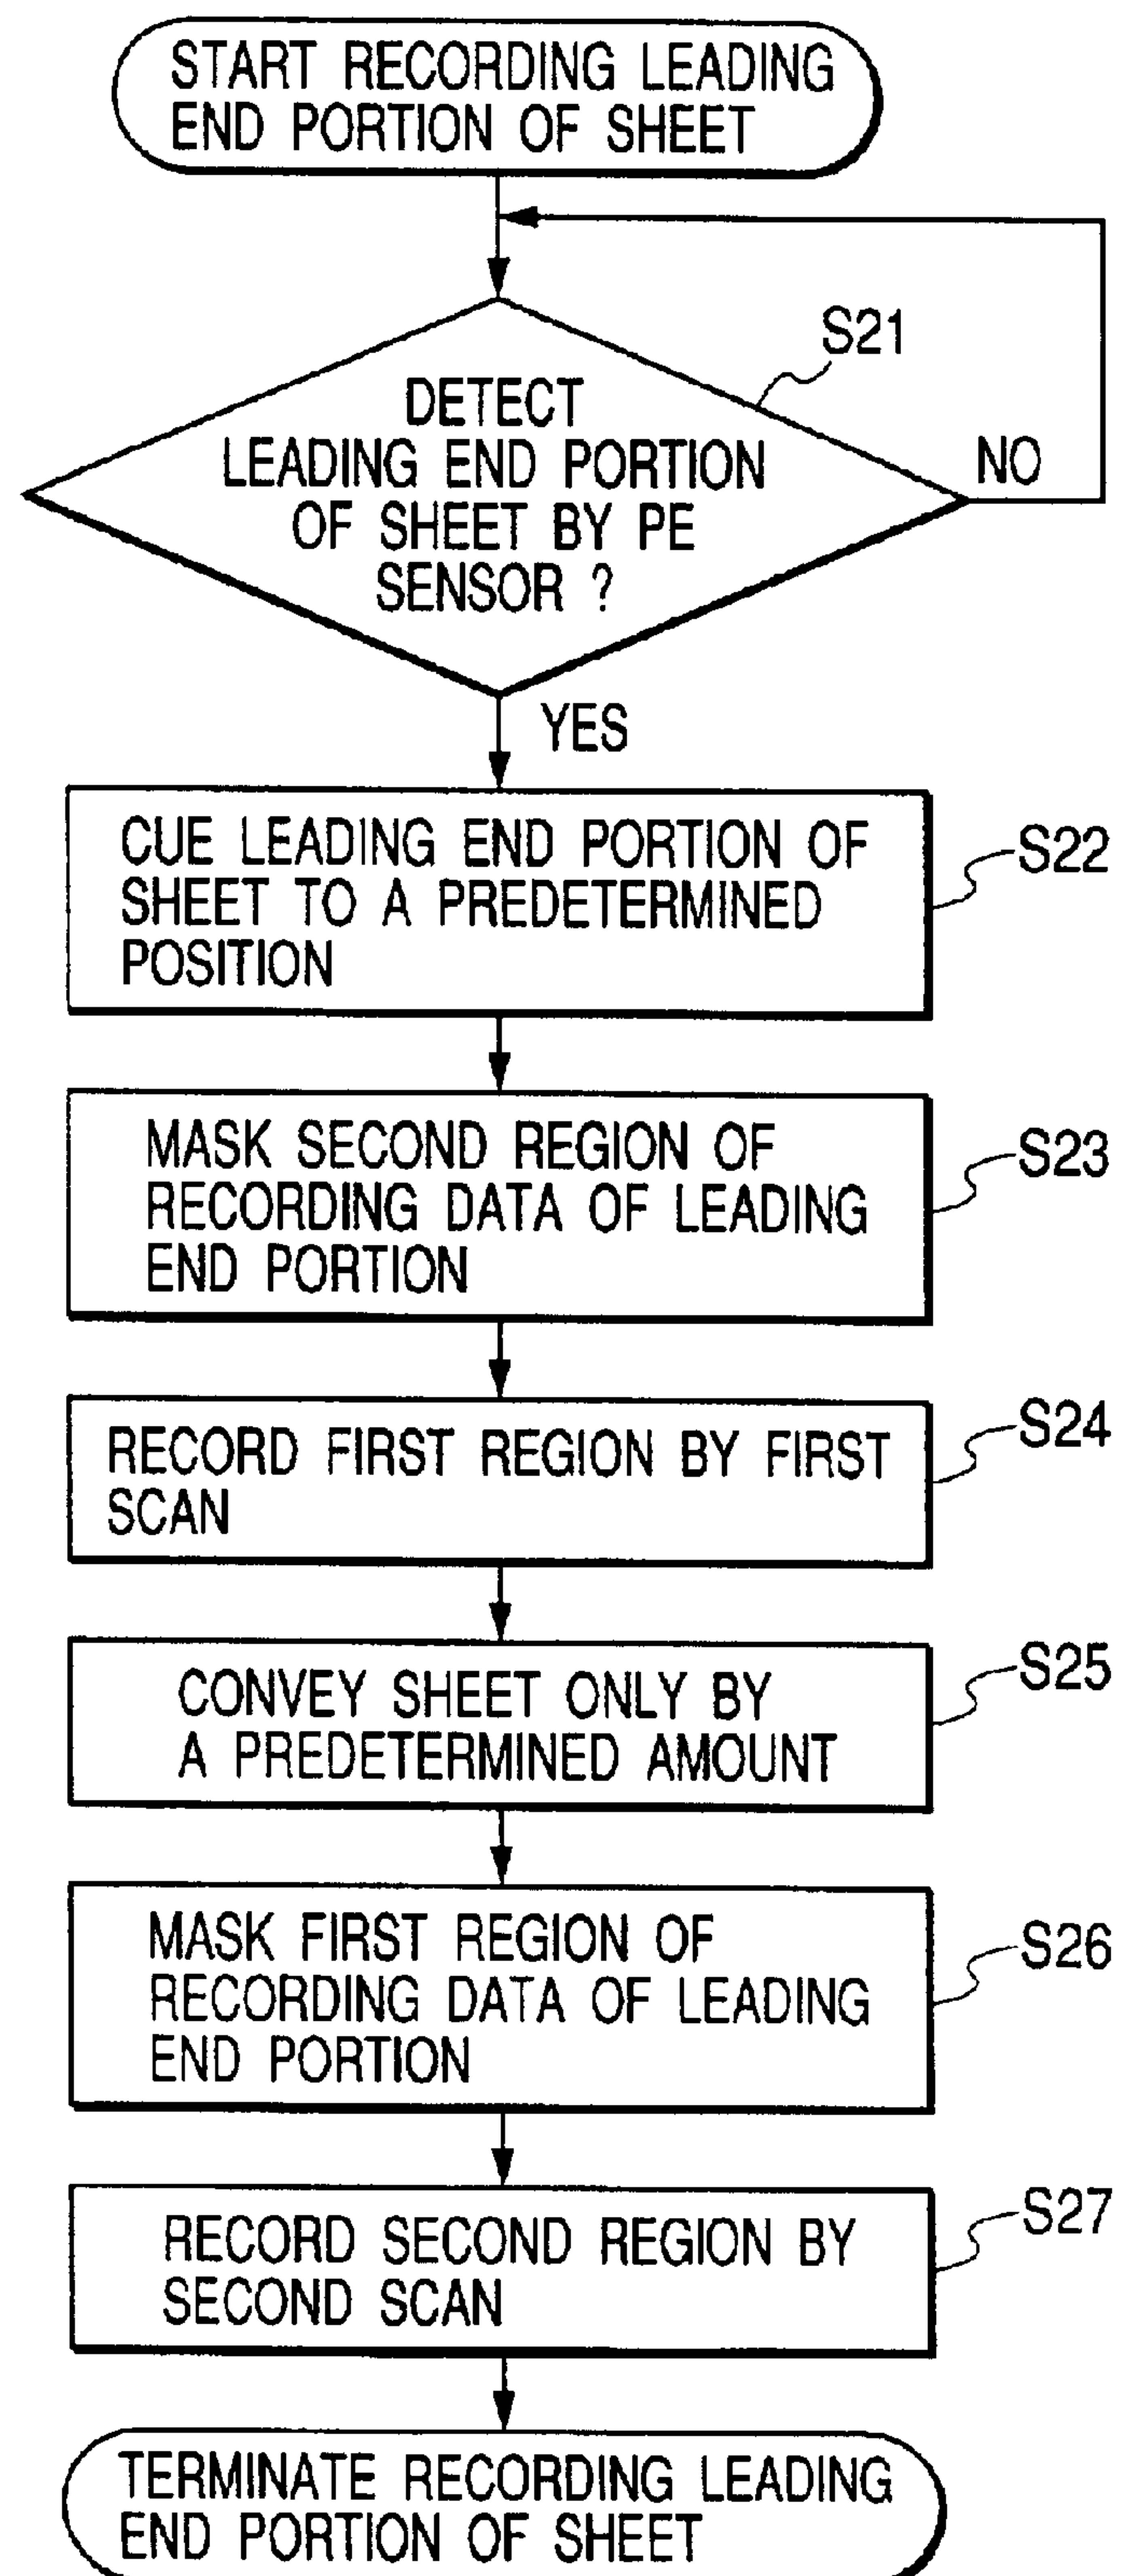 START RECORDING LEADING
END PORTION OF SHEET
S21
DETECT
LEADING END PORTION
OF SHEET BY PE
SENSOR ?
NO
YES
CUE LEADING END PORTION OF
SHEET TO A PREDETERMINED
POSITION
S22
MASK SECOND REGION OF
RECORDING DATA OF LEADING
END PORTION
S23
RECORD FIRST REGION BY FIRST
SCAN
S24
CONVEY SHEET ONLY BY
A PREDETERMINED AMOUNT
S25
MASK FIRST REGION OF
RECORDING DATA OF LEADING
END PORTION
S26
RECORD SECOND REGION BY
SECOND SCAN
S27
TERMINATE RECORDING LEADING
END PORTION OF SHEET